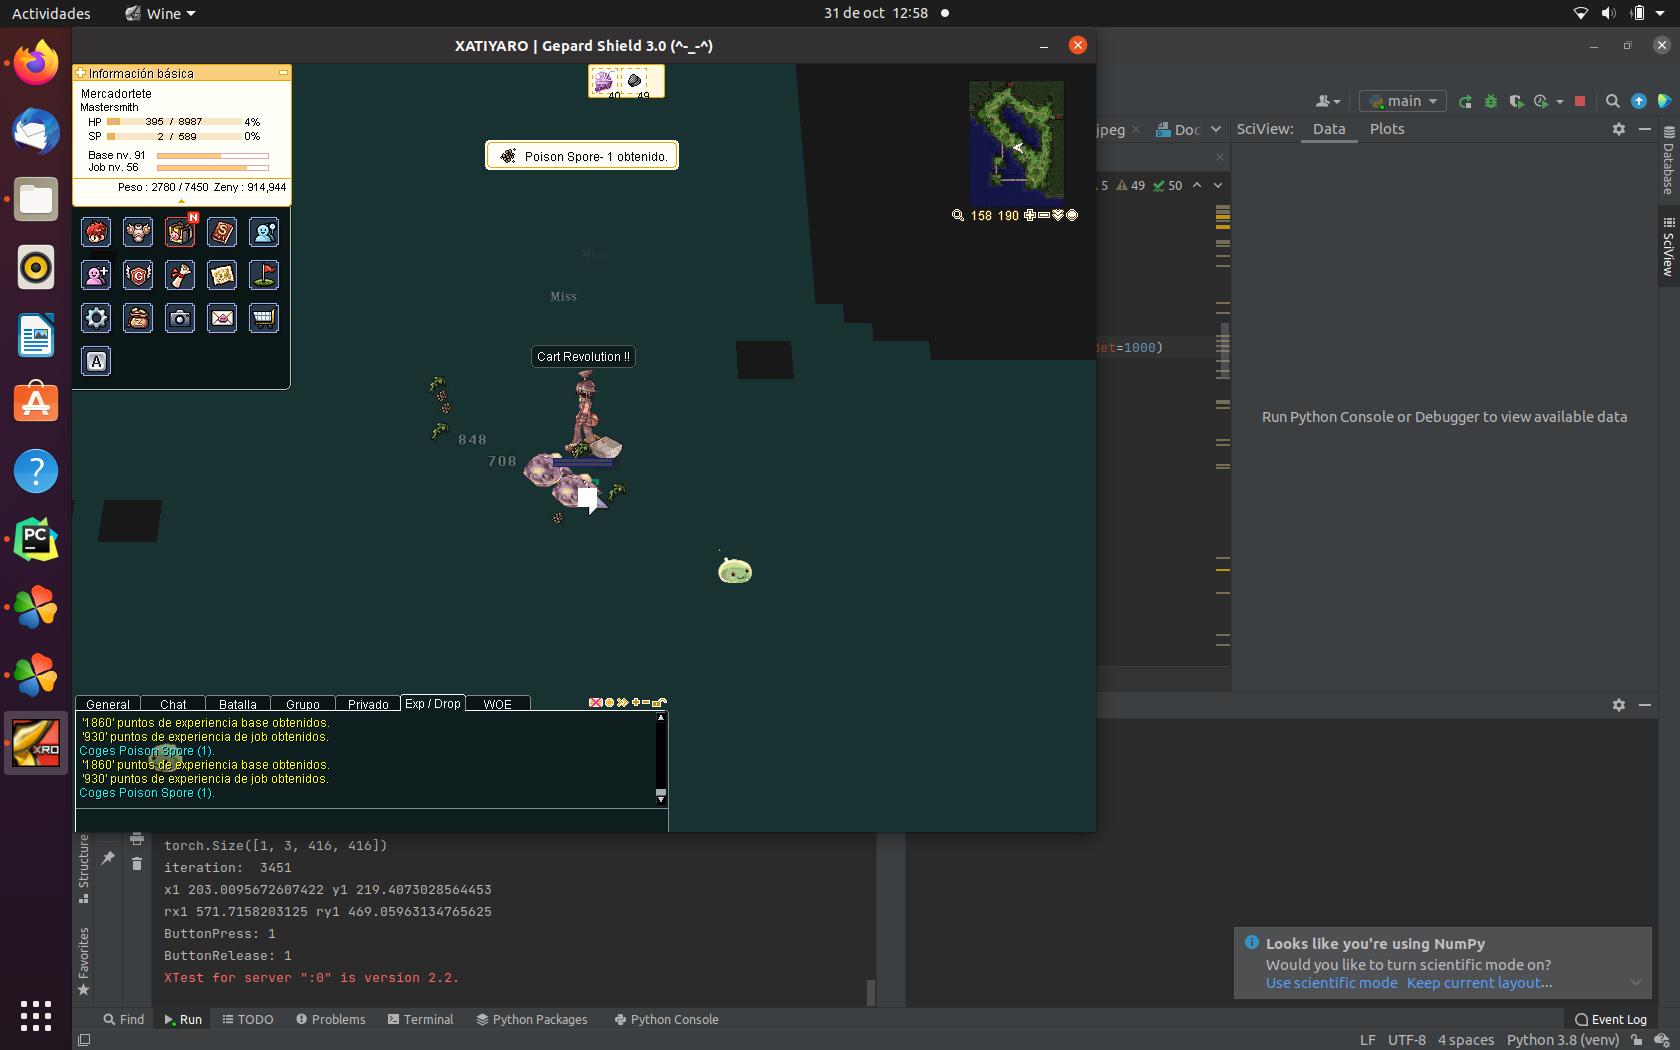 Actividades
Wine
31 de oct 12:58
XATIYARO | Gepard Shield 3.0 (^-_-^)
Información básica
Mercadortete
Mastersmith
HP 395 / 8987 4%
SP 2 / 589 0%
Base nv. 91
Job nv. 56
Peso : 2780 / 7450 Zeny : 914,944
N
S
G
A
40 49
Poison Spore- 1 obtenido.
158 190
Miss
Miss
Cart Revolution !!
848
708
General Chat Batalla Grupo Privado Exp / Drop WOE
'1860' puntos de experiencia base obtenidos.
'930' puntos de experiencia de job obtenidos.
Coges Poison Spore (1).
'1860' puntos de experiencia base obtenidos.
'930' puntos de experiencia de job obtenidos.
Coges Poison Spore (1).
main
jpeg Doc
SciView: Data Plots
5 49 50
det=1000)
Run Python Console or Debugger to view available data
Database
SciView
PC
XRO
torch.Size([1, 3, 416, 416])
iteration: 3451
x1 203.0095672607422 y1 219.4073028564453
rx1 571.7158203125 ry1 469.05963134765625
ButtonPress: 1
ButtonRelease: 1
XTest for server ":0" is version 2.2.
Structure
Favorites
Looks like you're using NumPy
Would you like to turn scientific mode on?
Use scientific mode Keep current layout...
Find Run TODO Problems Terminal Python Packages Python Console
Event Log
LF UTF-8 4 spaces Python 3.8 (venv)